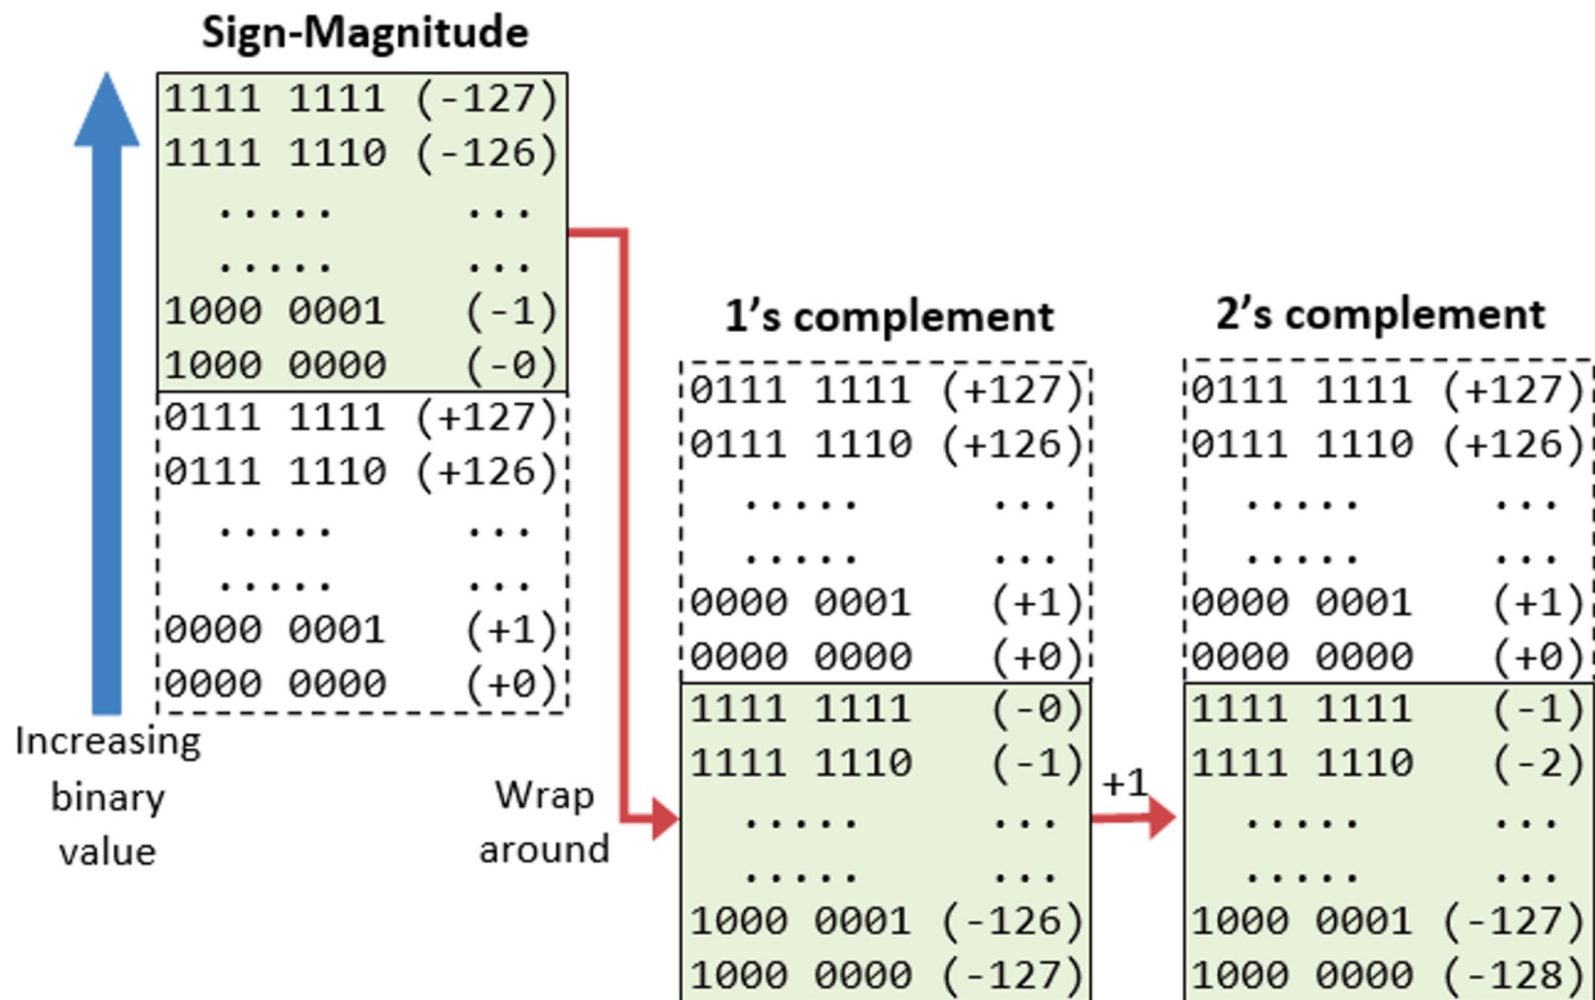 Sign-Magnitude
1111 1111 (-127)
1111 1110 (-126)
..... ...
..... ...
1000 0001 (-1)
1000 0000 (-0)
0111 1111 (+127)
0111 1110 (+126)
..... ...
..... ...
0000 0001 (+1)
0000 0000 (+0)
Increasing
binary
value
Wrap
around
1's complement
0111 1111 (+127)
0111 1110 (+126)
..... ...
..... ...
0000 0001 (+1)
0000 0000 (+0)
1111 1111 (-0)
1111 1110 (-1)
..... ...
..... ...
1000 0001 (-126)
1000 0000 (-127)
+1
2's complement
0111 1111 (+127)
0111 1110 (+126)
..... ...
..... ...
0000 0001 (+1)
0000 0000 (+0)
1111 1111 (-1)
1111 1110 (-2)
..... ...
..... ...
1000 0001 (-127)
1000 0000 (-128)